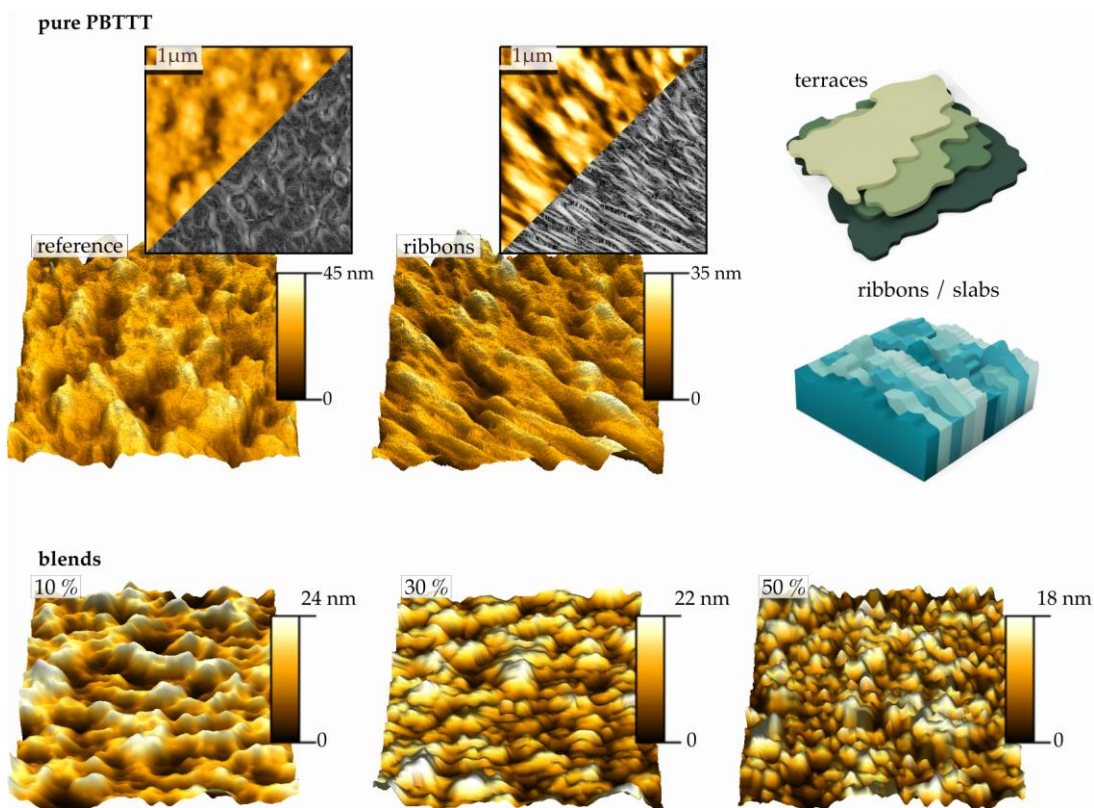 pure PBTTT
1μm
1μm
terraces
reference
45 nm
0
ribbons
35 nm
0
ribbons / slabs
blends
10 %
24 nm
0
30 %
22 nm
0
50 %
18 nm
0